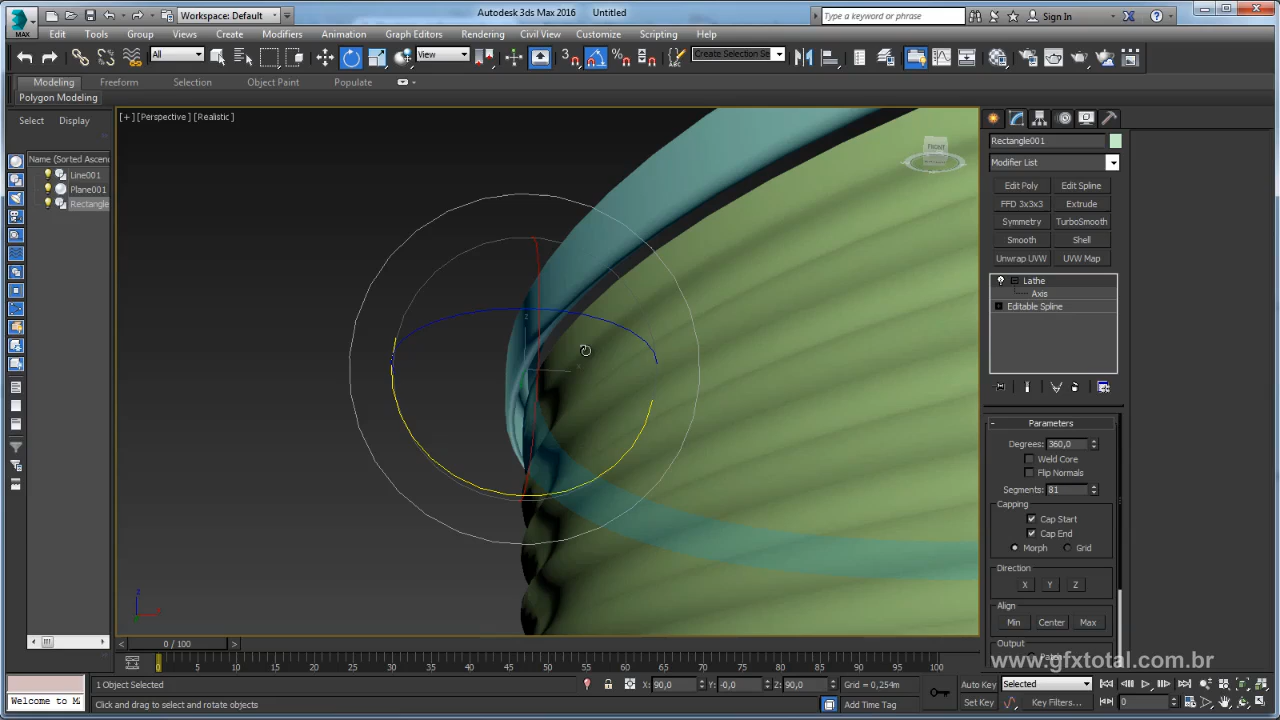 Workspace: Default
Autodesk 3ds Max 2016 Untitled
Type a keyword or phrase
Sign In
MAX
Edit Tools Group Views Create Modifiers Animation Graph Editors Rendering Civil View Customize Scripting Help
All
View
Create Selection Se
Modeling Freeform Selection Object Paint Populate
Polygon Modeling
Select Display
[+] [Perspective] [Realistic]
FRONT
Name (Sorted Ascen
Line001
Plane001
Rectangle
Rectangle001
Modifier List
Edit Poly Edit Spline
FFD 3x3x3 Extrude
Symmetry TurboSmooth
Smooth Shell
Unwrap UVW UVW Map
Lathe
Axis
Editable Spline
Parameters
Degrees: 360,0
Weld Core
Flip Normals
Segments: 81
Capping
Cap Start
Cap End
Morph Grid
Direction
X Y Z
Align
Min Center Max
Output
www.gfxtotal.com.br
0 / 100
0 5 10 15 20 25 30 35 40 45 50 55 60 65 70 75 80 85 90 95 100
1 Object Selected
X: 90,0 Y: -0,0 Z: 90,0 Grid = 0,254m
Auto Key Selected
Welcome to M
Click and drag to select and rotate objects
Add Time Tag
Set Key Key Filters... 0